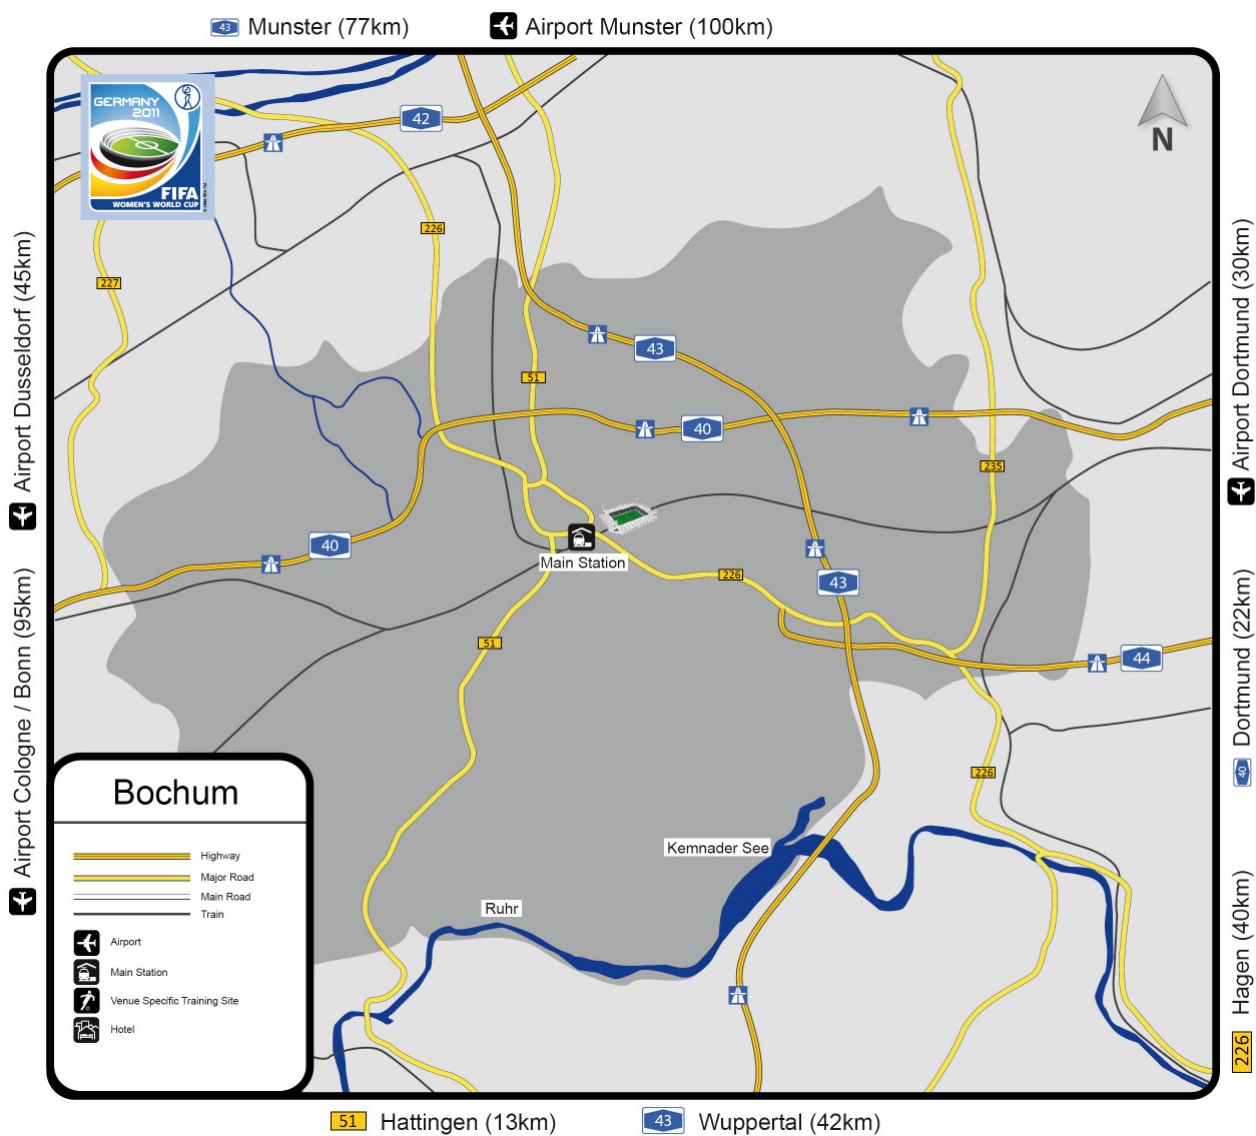 43 Munster (77km)
Airport Munster (100km)
GERMANY
2011
FIFA
WOMEN'S WORLD CUP
N
42
226
227
43
51
40
235
40
Main Station
226
43
51
44
226
Kemnader See
Ruhr
Bochum
Highway
Major Road
Main Road
Train
Airport
Main Station
Venue Specific Training Site
Hotel
Airport Dusseldorf (45km)
Airport Cologne / Bonn (95km)
Airport Dortmund (30km)
40 Dortmund (22km)
226 Hagen (40km)
51 Hattingen (13km)
43 Wuppertal (42km)